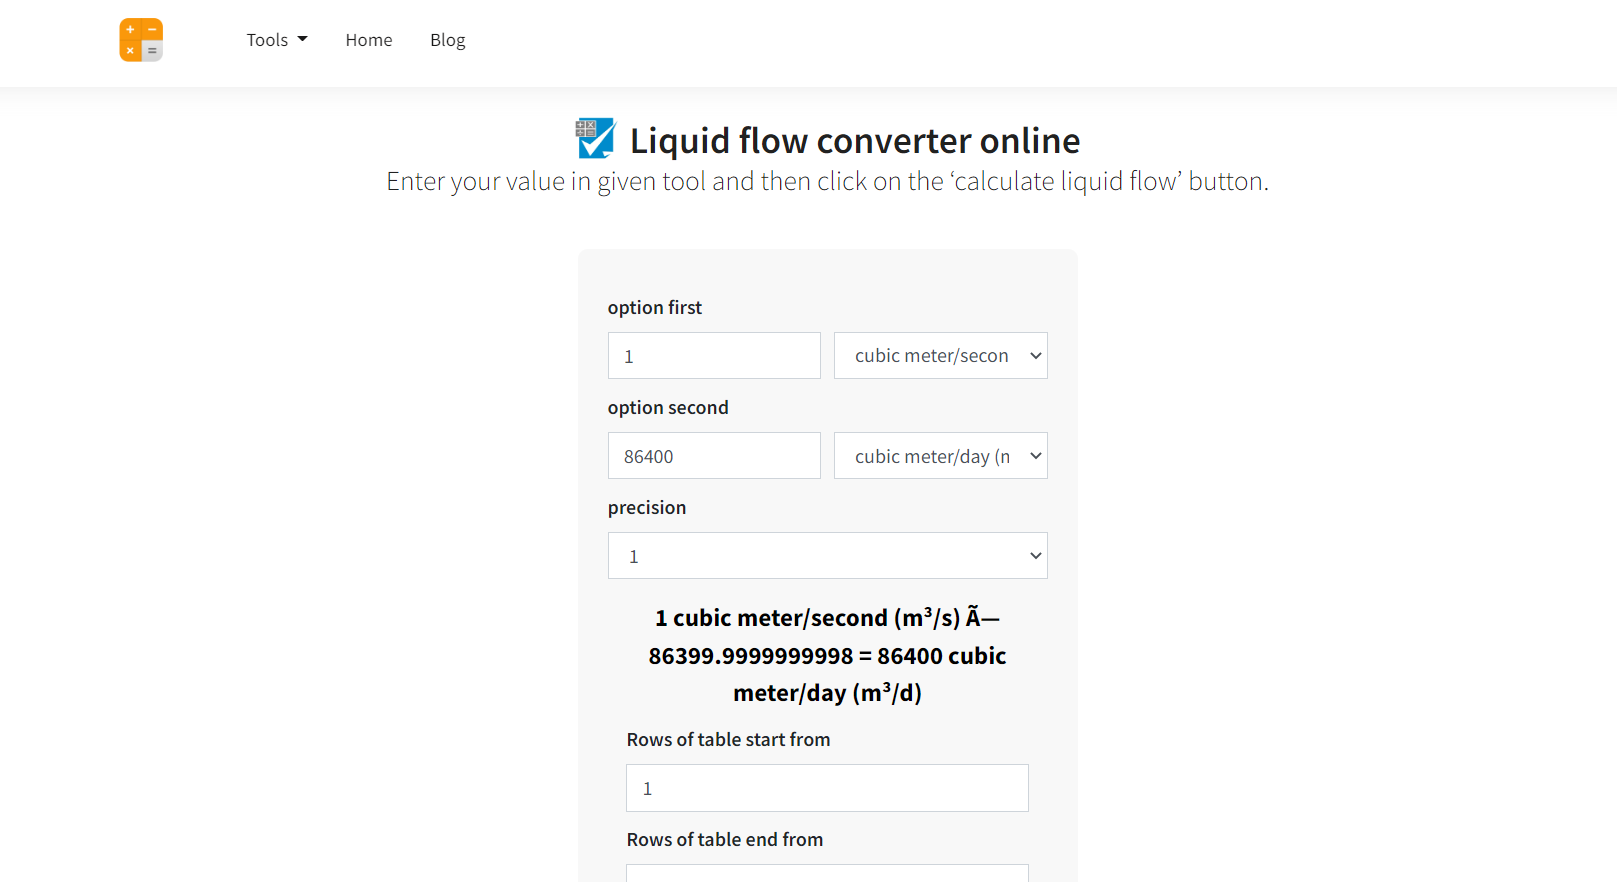 Tools Home Blog
Liquid flow converter online
Enter your value in given tool and then click on the ‘calculate liquid flow’ button.
option first
1 cubic meter/secon
option second
86400 cubic meter/day (n
precision
1
1 cubic meter/second (m³/s) Ã—
86399.9999999998 = 86400 cubic
meter/day (m³/d)
Rows of table start from
1
Rows of table end from